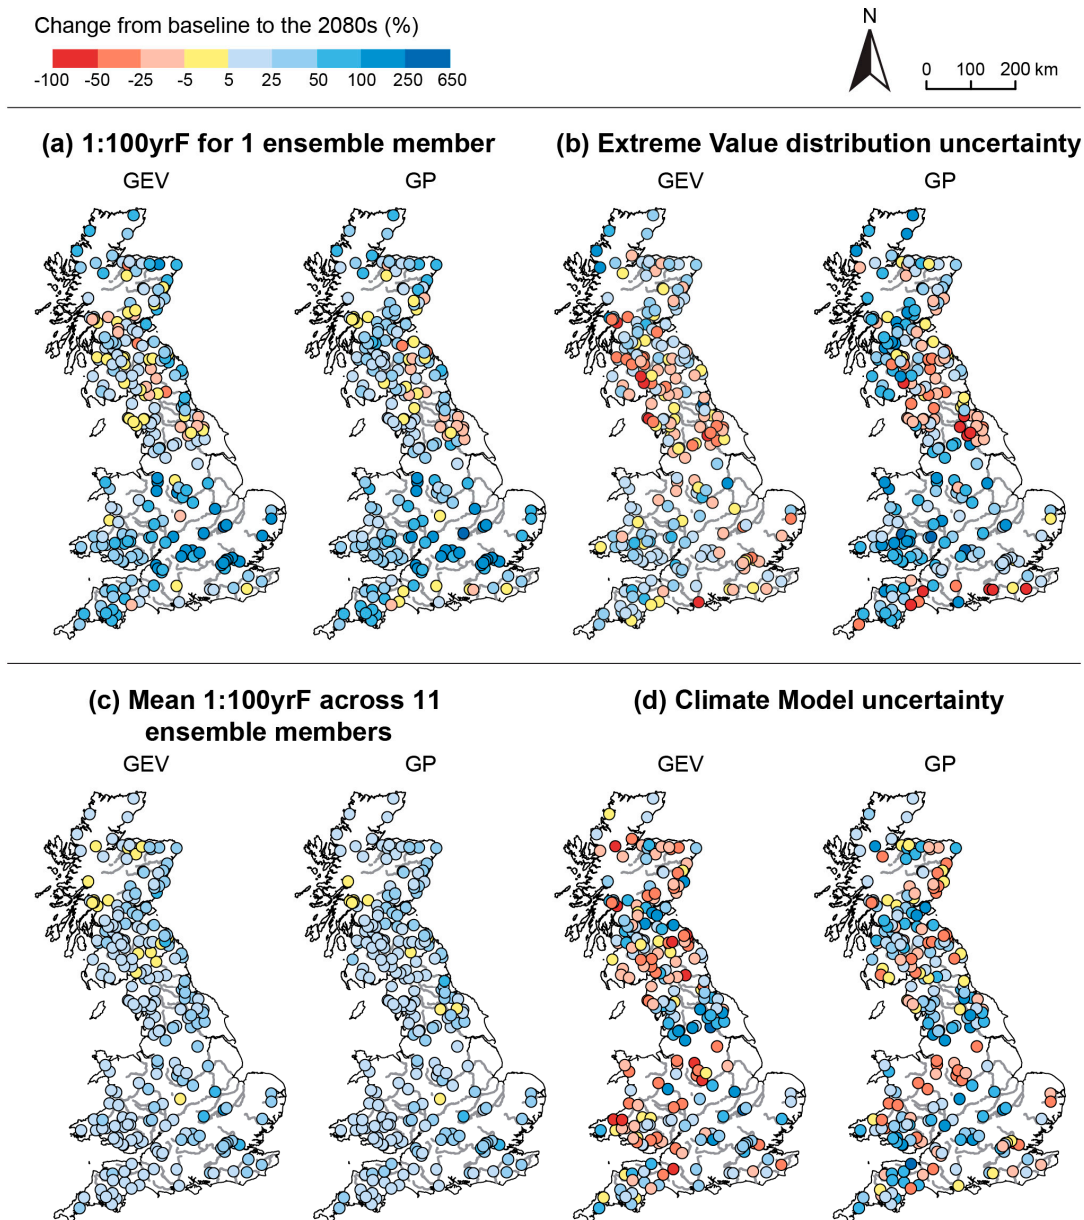 Change from baseline to the 2080s (%)
-100 -50 -25 -5 5 25 50 100 250 650
N
0 100 200 km
(a) 1:100yrF for 1 ensemble member
GEV GP
(b) Extreme Value distribution uncertainty
GEV GP
(c) Mean 1:100yrF across 11
ensemble members
GEV GP
(d) Climate Model uncertainty
GEV GP